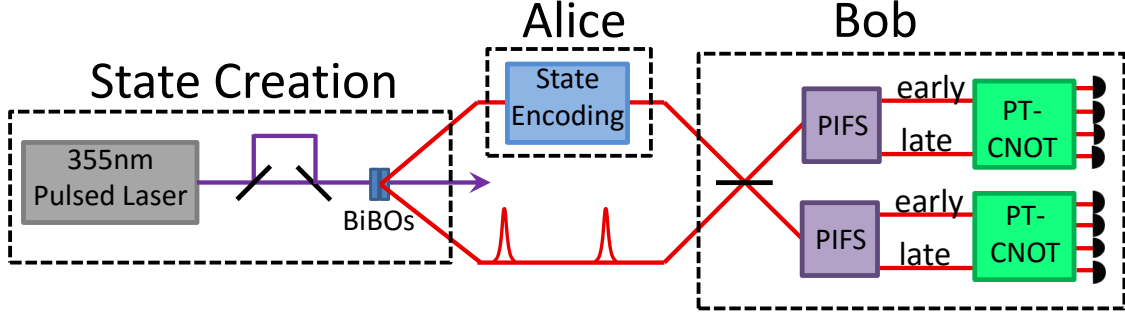 State Creation
Alice
Bob
355nm
Pulsed Laser
BiBOs
State
Encoding
PIFS
early
late
PT-
CNOT
PIFS
early
late
PT-
CNOT